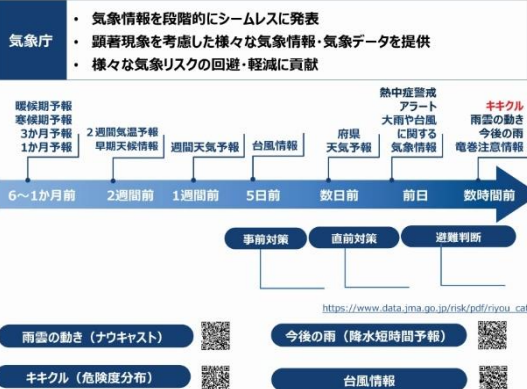 気象庁
• 気象情報を段階的にシームレスに発表
• 顕著現象を考慮した様々な気象情報・気象データを提供
• 様々な気象リスクの回避・軽減に貢献
暖候期予報
寒候期予報
3か月予報
1か月予報
2週間気温予報
早期天候情報
週間天気予報
台風情報
府県
天気予報
熱中症警戒
アラート
大雨や台風
に関する
気象情報
キキクル
雨雲の動き
今後の雨
竜巻注意情報
6～1か月前
2週間前
1週間前
5日前
数日前
前日
数時間前
事前対策
直前対策
避難判断
https://www.data.jma.go.jp/risk/pdf/riyou_cat
雨雲の動き（ナウキャスト）
今後の雨（降水短時間予報）
キキクル（危険度分布）
台風情報